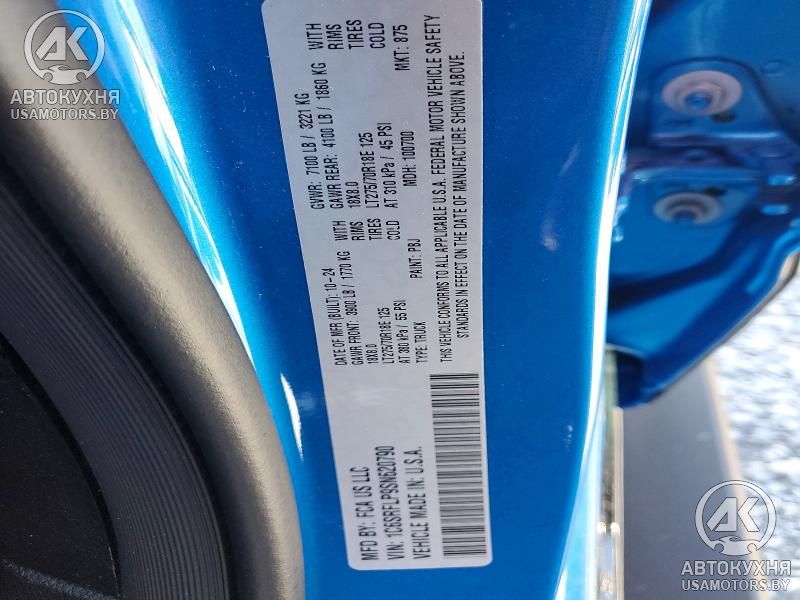 MFD BY: FCA US LLC
DATE OF MFR (BUILT): 10-24
GVWR: 7100 LB / 3221 KG
GAWR FRONT: 3900 LB / 1770 KG WITH
18X8.0 RIMS
LT275/70R18E 125 TIRES
AT 380 kPa / 55 PSI COLD
GAWR REAR: 4100 LB / 1860 KG WITH
18X8.0 RIMS
LT275/70R18E 125 TIRES
AT 310 kPa / 45 PSI COLD
VIN: 1C6SRFLP9SN620790
TYPE: TRUCK
PAINT: PBJ
MDH: 100700
MKT: 875
VEHICLE MADE IN: U.S.A.
THIS VEHICLE CONFORMS TO ALL APPLICABLE U.S.A. FEDERAL MOTOR VEHICLE SAFETY
STANDARDS IN EFFECT ON THE DATE OF MANUFACTURE SHOWN ABOVE.
АК
АВТОКУХНЯ
USAMOTORS.BY
АК
АВТОКУХНЯ
USAMOTORS.BY